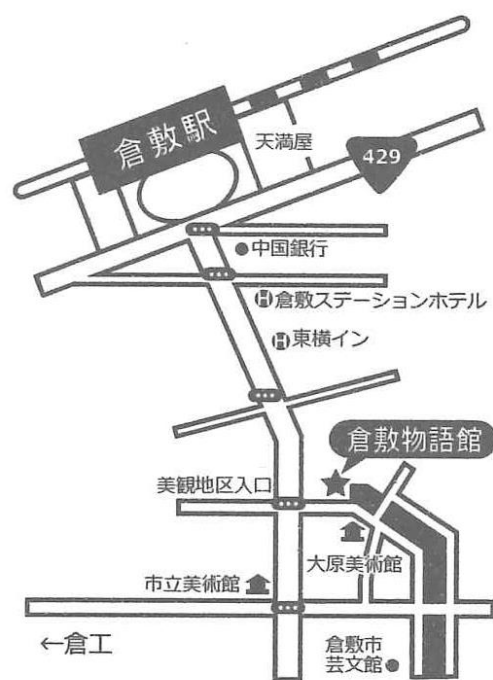 倉敷駅
天満屋
429
中国銀行
H倉敷ステーションホテル
H東横イン
倉敷物語館
美観地区入口
大原美術館
市立美術館
←倉工
倉敷市
芸文館